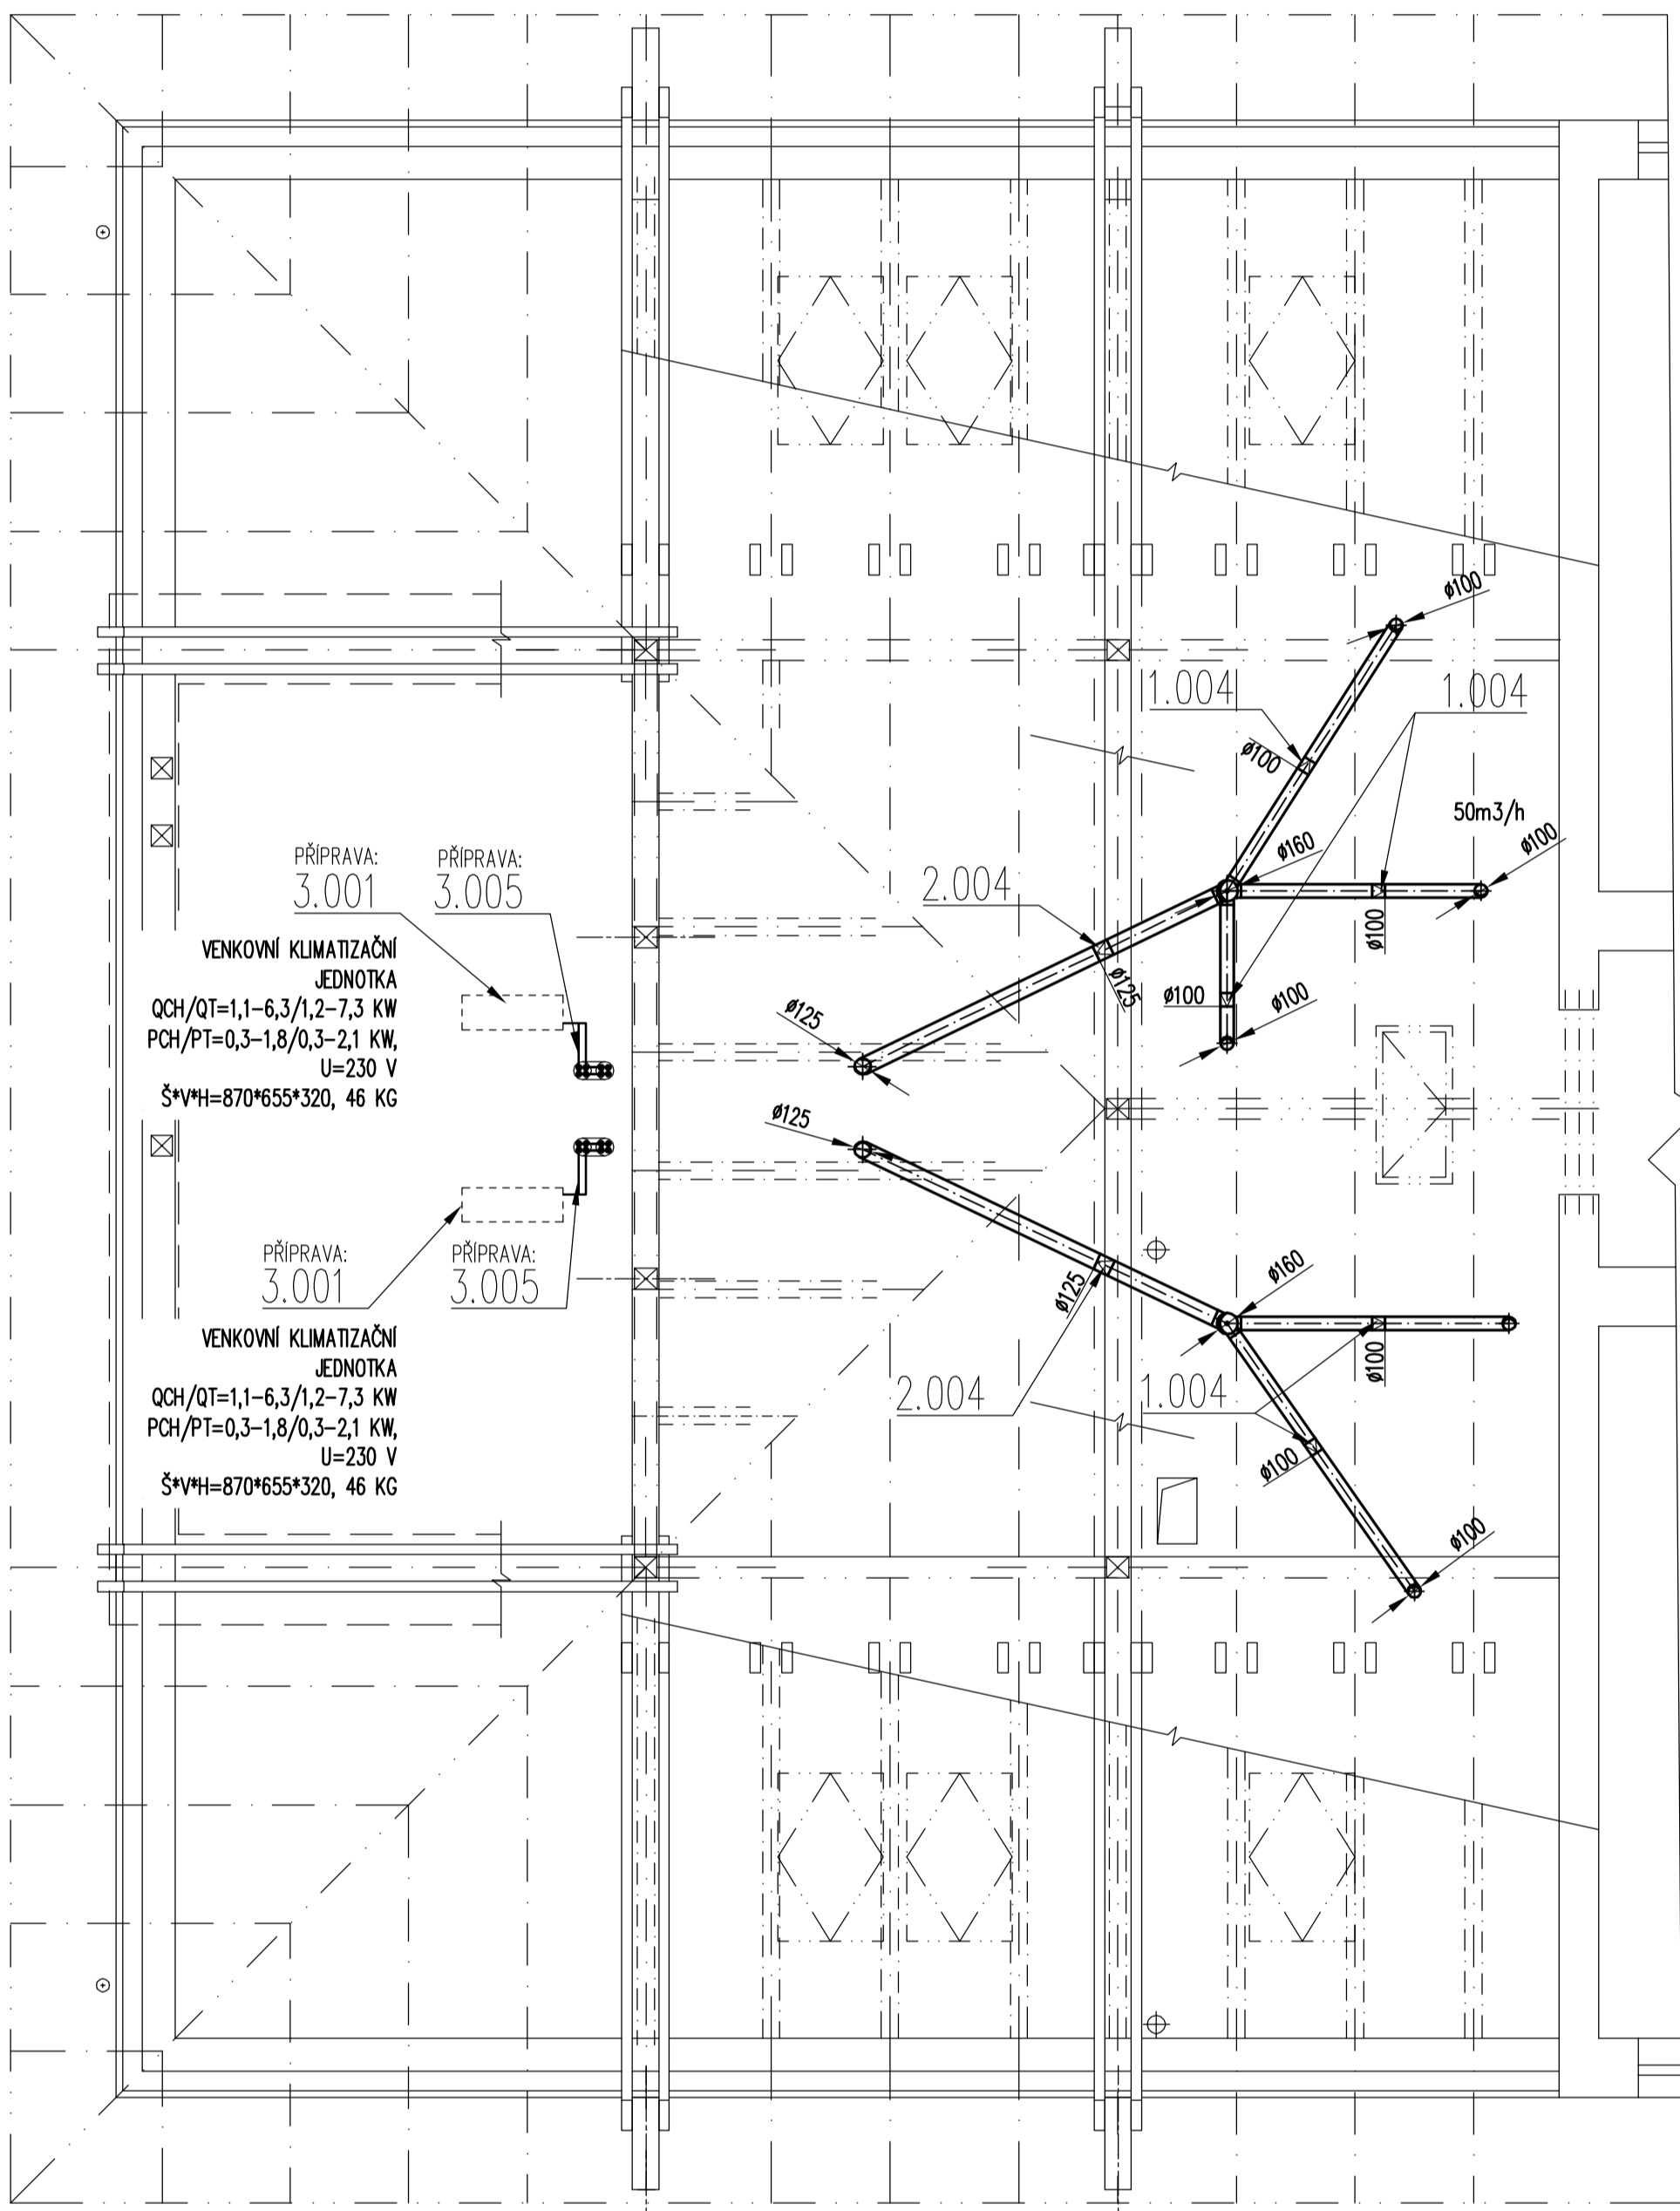 ø100
1.004
1.004
ø100
50m3/h
ø100
ø160
PŘÍPRAVA:
3.001
PŘÍPRAVA:
3.005
2.004
ø100
VENKOVNÍ KLIMATIZAČNÍ
JEDNOTKA
QCH/QT=1,1-6,3/1,2-7,3 KW
PCH/PT=0,3-1,8/0,3-2,1 KW,
U=230 V
Š*V*H=870*655*320, 46 KG
ø125
ø100
ø100
ø125
ø125
PŘÍPRAVA:
3.001
PŘÍPRAVA:
3.005
ø125
ø160
ø100
VENKOVNÍ KLIMATIZAČNÍ
JEDNOTKA
QCH/QT=1,1-6,3/1,2-7,3 KW
PCH/PT=0,3-1,8/0,3-2,1 KW,
U=230 V
Š*V*H=870*655*320, 46 KG
2.004
1.004
ø100
ø100